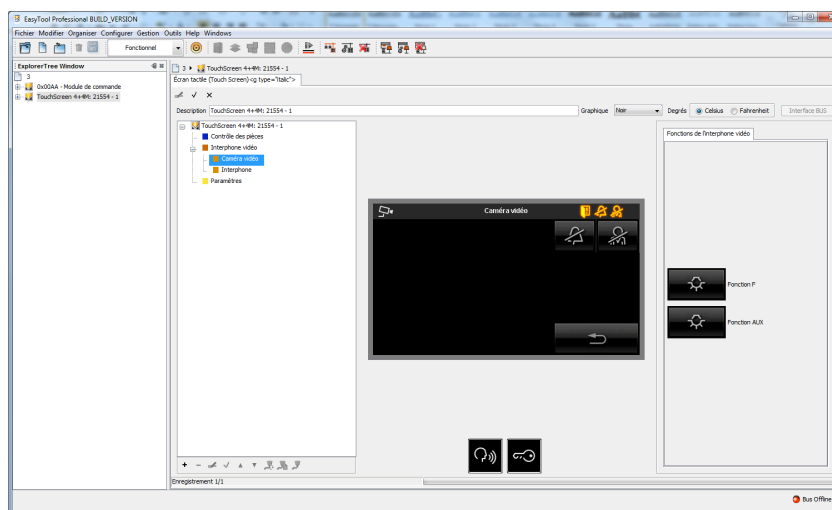 EasyTool Professional BUILD_VERSION
Fichier Modifier Organiser Configurer Gestion Outils Help Windows
Fonctionnel
ExplorerTree Window
3
0x00AA - Module de commande
TouchScreen 4+4M: 21554 - 1
3 TouchScreen 4+4M: 21554 - 1
Écran tactile (Touch Screen)<g type="Italic">
Description TouchScreen 4+4M: 21554 - 1 Graphique Noir Degrés Celsius Fahrenheit Interface BUS
TouchScreen 4+4M: 21554 - 1
Contrôle des pièces
Interphone vidéo
Caméra vidéo
Interphone
Paramètres
Caméra vidéo
Fonctions de l'interphone vidéo
Fonction F
Fonction AUX
Enregistrement 1/1
Bus Offline